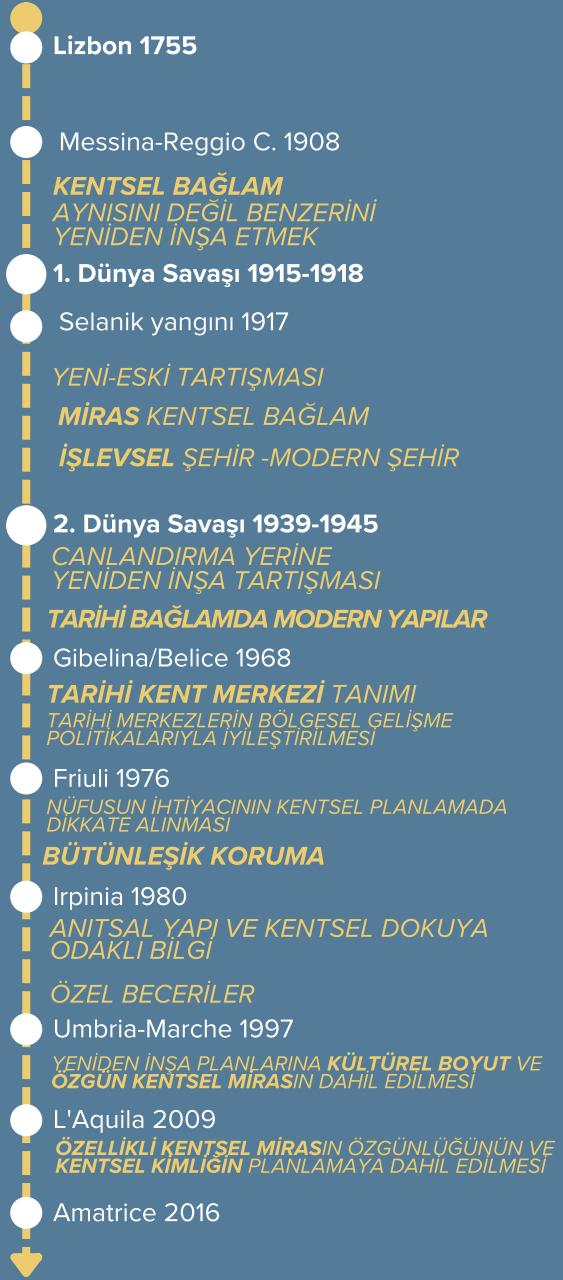 Lizbon 1755
Messina-Reggio C. 1908
KENTSEL BAĞLAM
AYNISINI DEĞİL BENZERİNİ
YENİDEN İNŞA ETMEK
1. Dünya Savaşı 1915-1918
Selanik yangını 1917
YENİ-ESKİ TARTIŞMASI
MİRAS KENTSEL BAĞLAM
İŞLEVSEL ŞEHİR -MODERN ŞEHİR
2. Dünya Savaşı 1939-1945
CANLANDIRMA YERİNE
YENİDEN İNŞA TARTIŞMASI
TARİHİ BAĞLAMDA MODERN YAPILAR
Gibelina/Belice 1968
TARİHİ KENT MERKEZİ TANIMI
TARİHİ MERKEZLERİN BÖLGESEL GELİŞME
POLİTİKALARIYLA İYİLEŞTİRİLMESİ
Friuli 1976
NÜFUSUN İHTİYACININ KENTSEL PLANLAMADA
DİKKATE ALINMASI
BÜTÜNLEŞİK KORUMA
Irpinia 1980
ANITSAL YAPI VE KENTSEL DOKUYA
ODAKLI BİLGİ
ÖZEL BECERİLER
Umbria-Marche 1997
YENİDEN İNŞA PLANLARINA KÜLTÜREL BOYUT VE
ÖZGÜN KENTSEL MİRASIN DAHİL EDİLMESİ
L'Aquila 2009
ÖZELLİKLİ KENTSEL MİRASIN ÖZGÜNLÜĞÜNÜN VE
KENTSEL KİMLİĞİN PLANLAMAYA DAHİL EDİLMESİ
Amatrice 2016